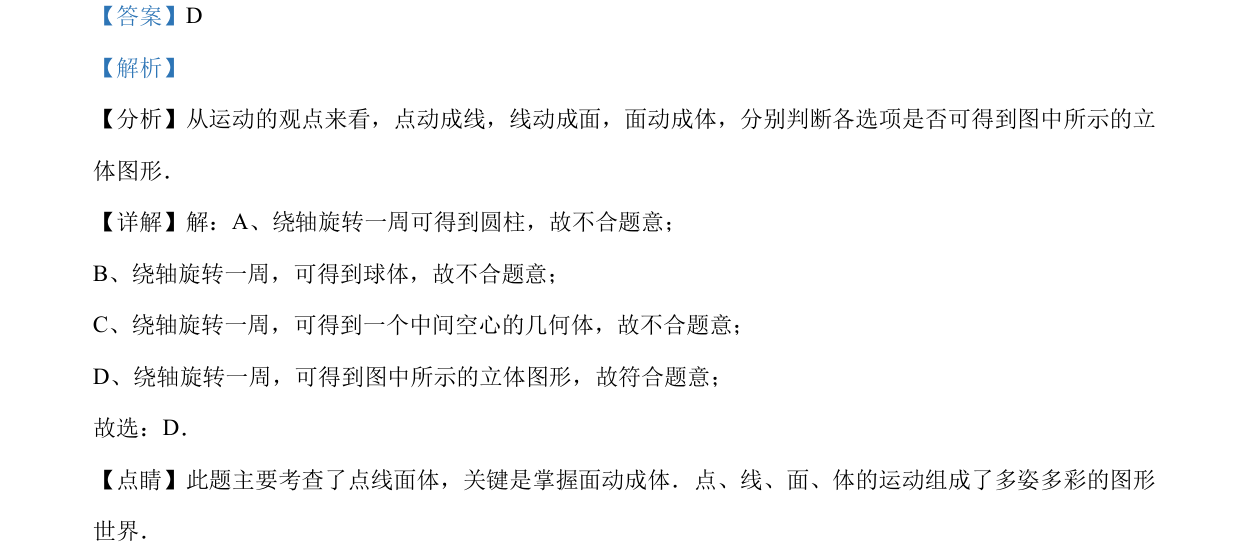 【答案】D
【解析】
【分析】从运动的观点来看，点动成线，线动成面，面动成体，分别判断各选项是否可得到图中所示的立
体图形．
【详解】解：A、绕轴旋转一周可得到圆柱，故不合题意；
B、绕轴旋转一周，可得到球体，故不合题意；
C、绕轴旋转一周，可得到一个中间空心的几何体，故不合题意；
D、绕轴旋转一周，可得到图中所示的立体图形，故符合题意；
故选：D．
【点睛】此题主要考查了点线面体，关键是掌握面动成体．点、线、面、体的运动组成了多姿多彩的图形
世界．